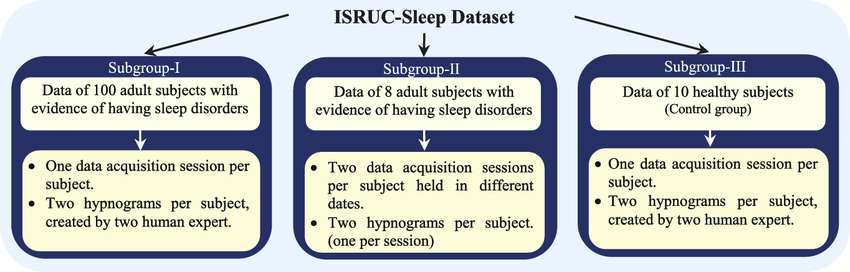 ISRUC-Sleep Dataset
Subgroup-I
Data of 100 adult subjects with
evidence of having sleep disorders
• One data acquisition session per
subject.
• Two hypnograms per subject,
created by two human expert.
Subgroup-II
Data of 8 adult subjects with
evidence of having sleep disorders
• Two data acquisition sessions
per subject held in different
dates.
• Two hypnograms per subject.
(one per session)
Subgroup-III
Data of 10 healthy subjects
(Control group)
• One data acquisition session per
subject.
• Two hypnograms per subject,
created by two human expert.